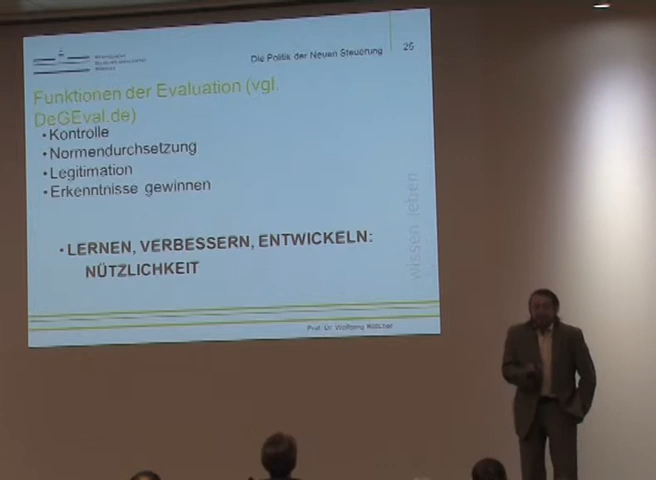 Die Politik der Neuen Steuerung
25
Funktionen der Evaluation (vgl.
DeGEval.de)
•Kontrolle
•Normendurchsetzung
•Legitimation
•Erkenntnisse gewinnen
•LERNEN, VERBESSERN, ENTWICKELN:
NÜTZLICHKEIT
wissen leben